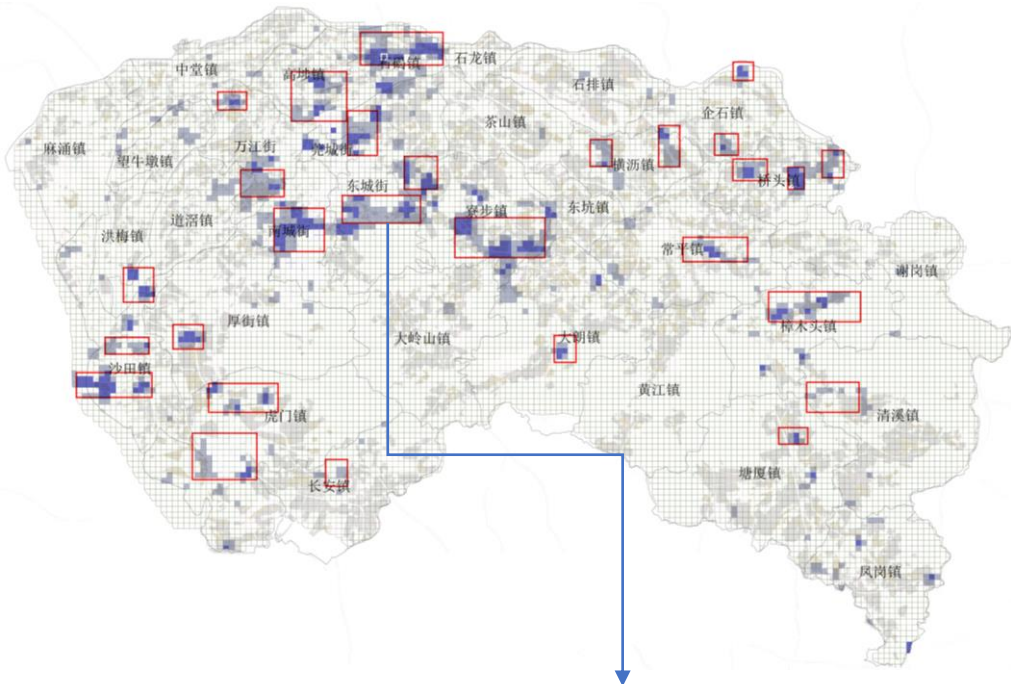 石龙镇
石碣镇
中堂镇
高埗镇
石排镇
企石镇
茶山镇
麻涌镇
望牛墩镇
万江街
莞城街
横沥镇
桥头镇
东城街
道滘镇
洪梅镇
南城街
寮步镇
东坑镇
常平镇
谢岗镇
厚街镇
大岭山镇
大朗镇
樟木头镇
沙田镇
黄江镇
虎门镇
清溪镇
长安镇
塘厦镇
凤岗镇